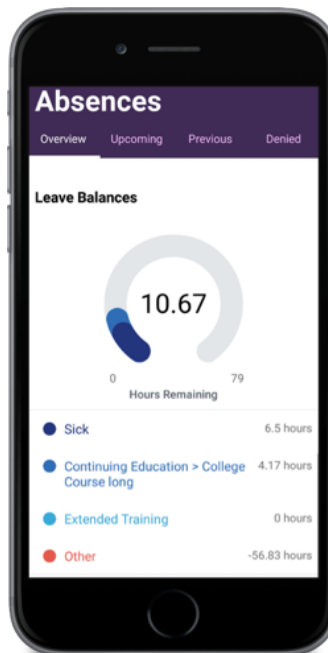 Absences
Overview Upcoming Previous Denied
Leave Balances
10.67
0 79
Hours Remaining
Sick 6.5 hours
Continuing Education > College 4.17 hours
Course long
Extended Training 0 hours
Other -56.83 hours